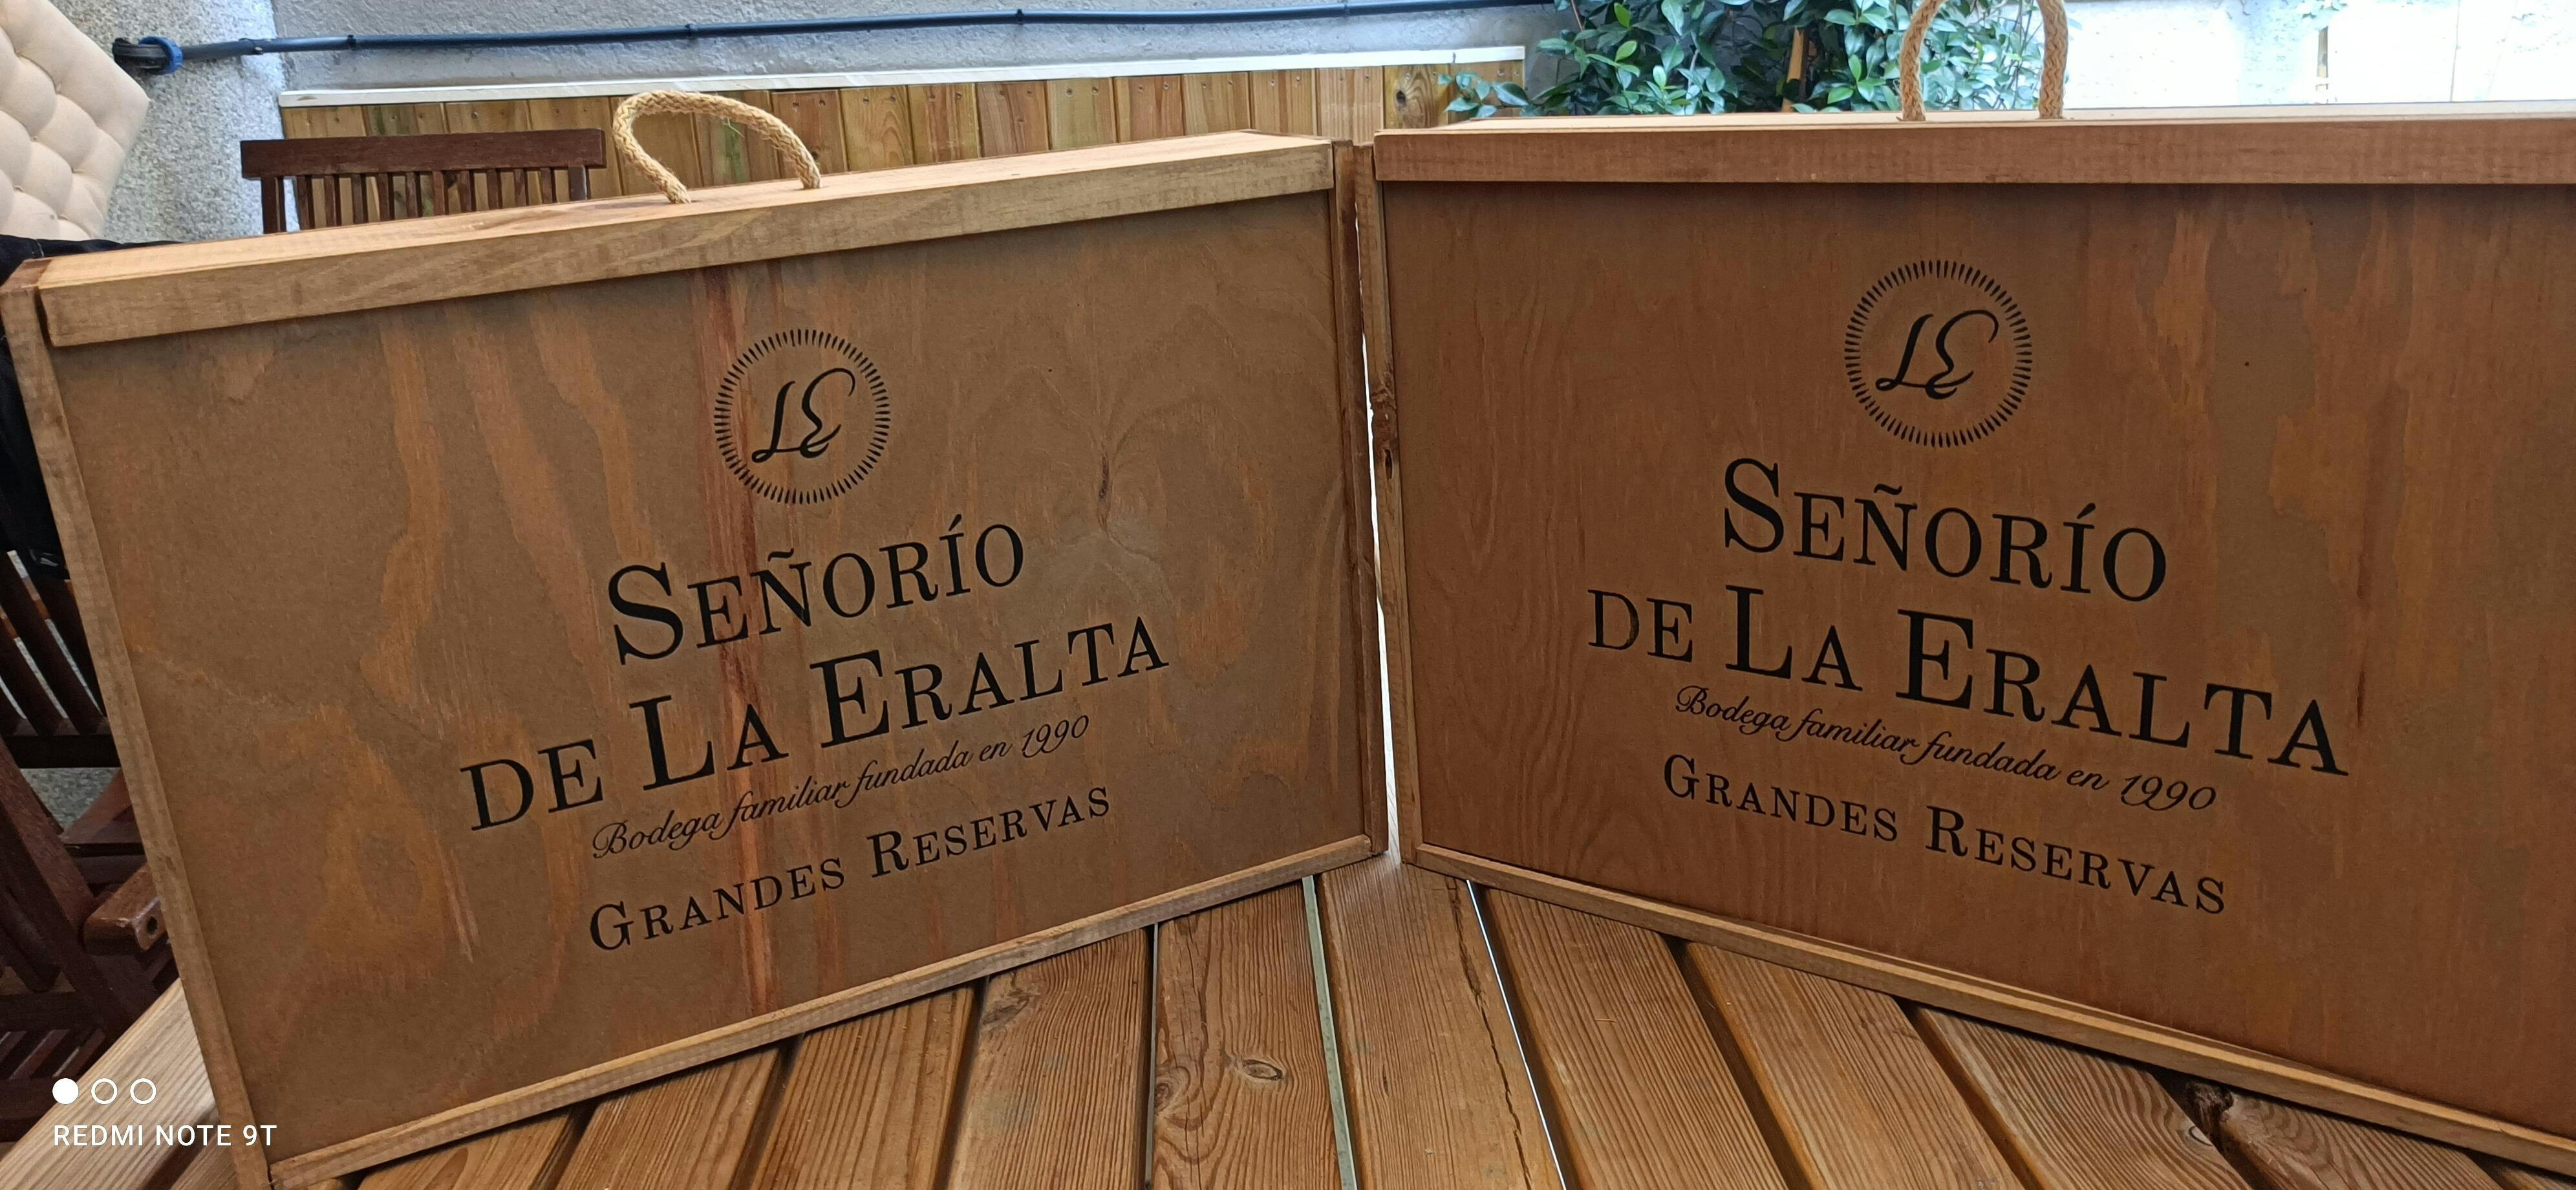 LE
SEÑORÍO
DE LA ERALTA
Bodega familiar fundada en 1990
GRANDES RESERVAS
LE
SEÑORÍO
DE LA ERALTA
Bodega familiar fundada en 1990
GRANDES RESERVAS
REDMI NOTE 9T